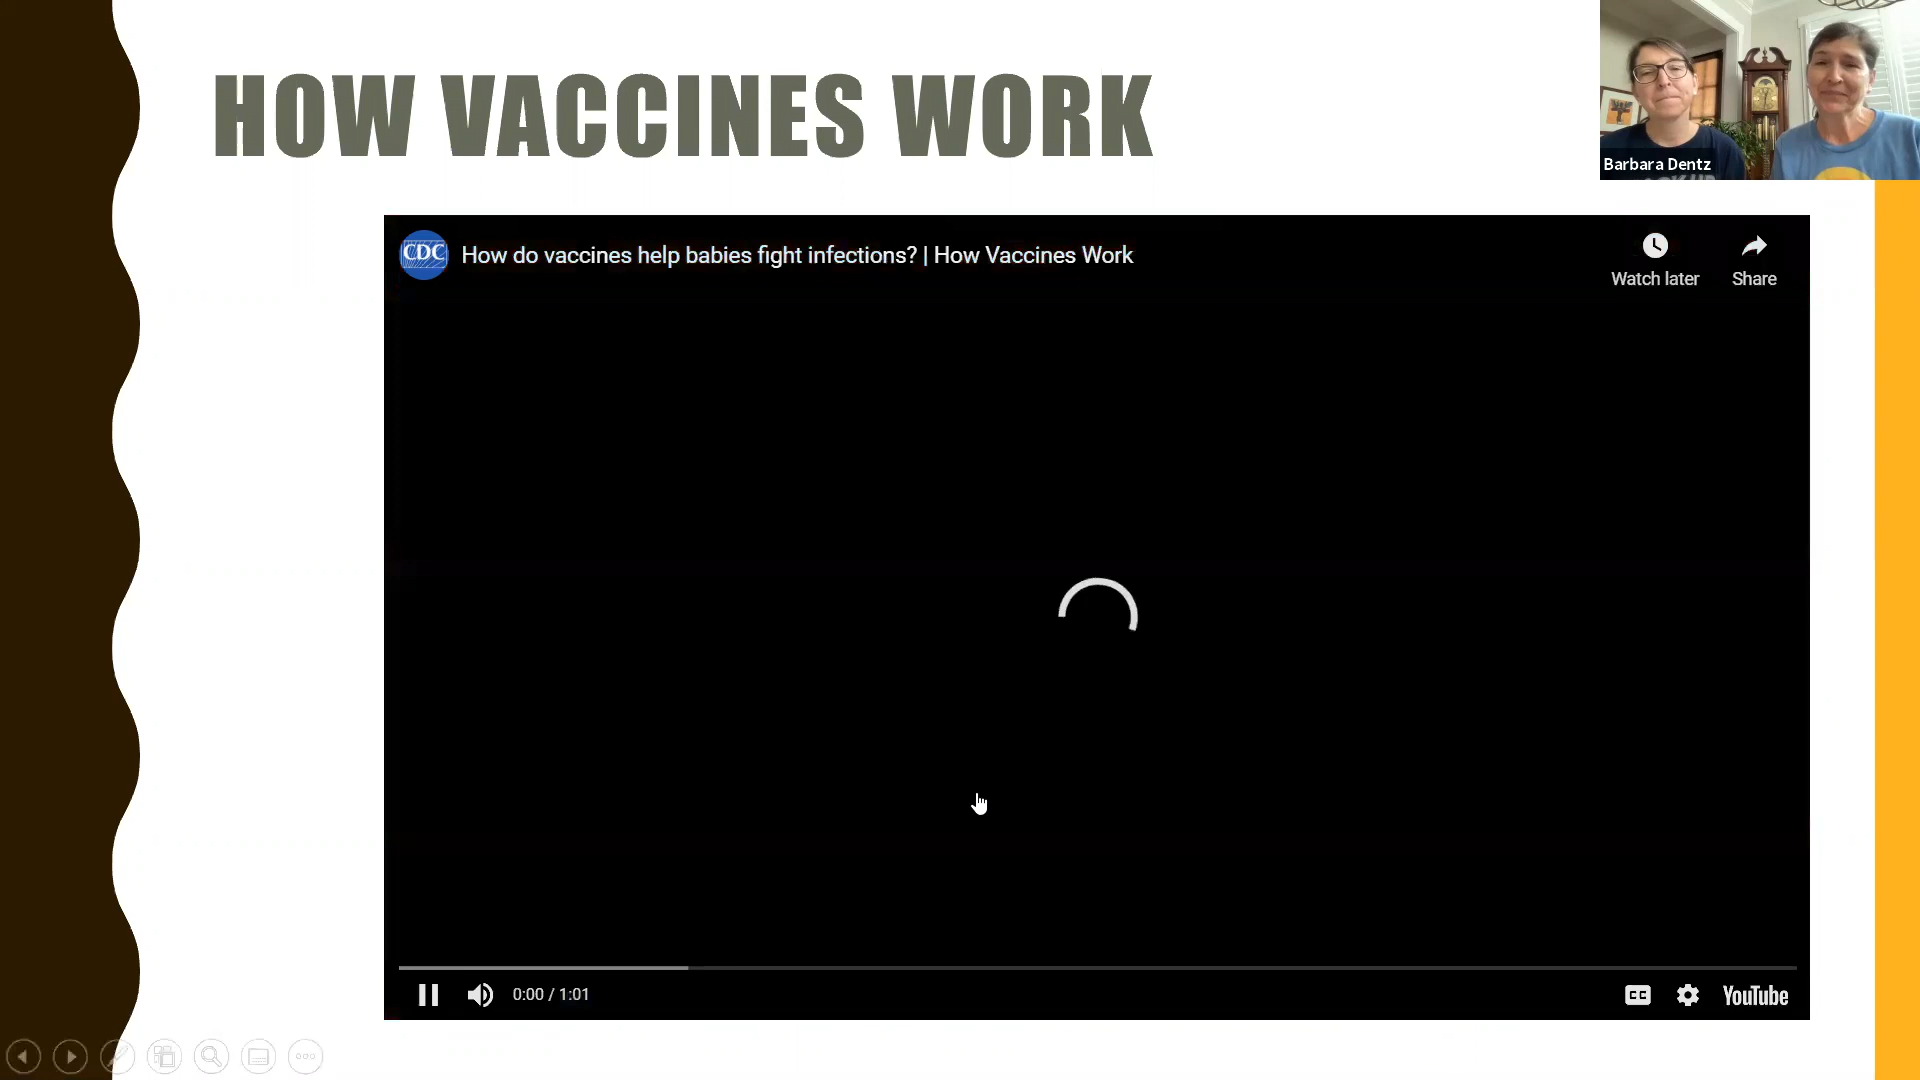 HOW VACCINES WORK
Barbara Dentz
CDC
How do vaccines help babies fight infections? | How Vaccines Work
Watch later
Share
0:00 / 1:01
CC
YouTube